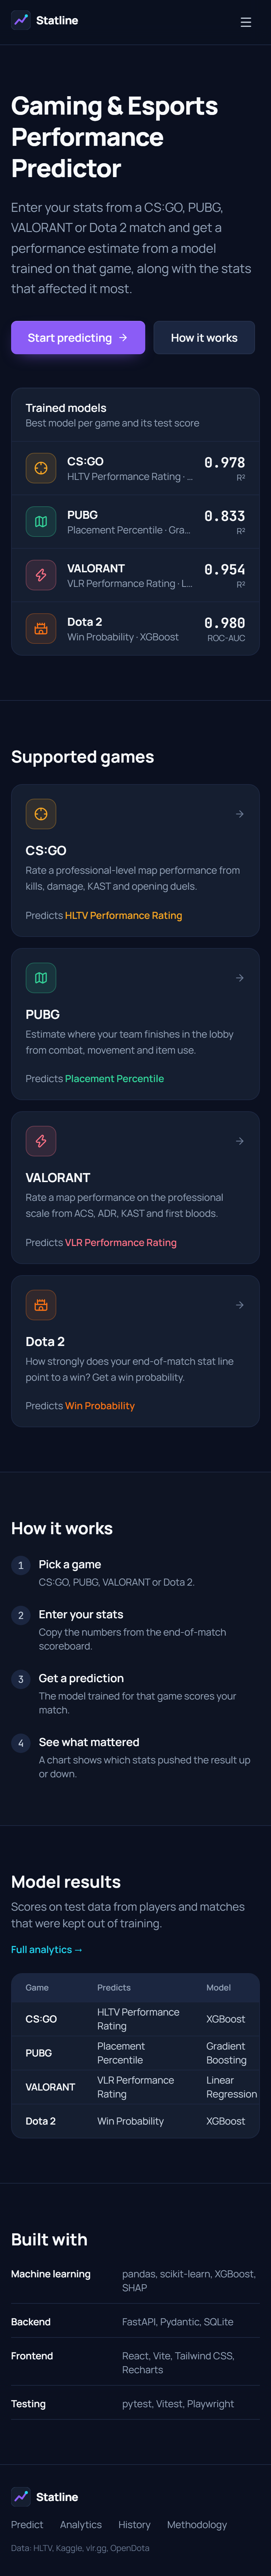 Statline
Gaming & Esports
Performance
Predictor
Enter your stats from a CS:GO, PUBG,
VALORANT or Dota 2 match and get a
performance estimate from a model
trained on that game, along with the stats
that affected it most.
Start predicting →
How it works
Trained models
Best model per game and its test score
CS:GO
HLTV Performance Rating · ...
0.978
R²
PUBG
Placement Percentile · Gra...
0.833
R²
VALORANT
VLR Performance Rating · L...
0.954
R²
Dota 2
Win Probability · XGBoost
0.980
ROC-AUC
Supported games
CS:GO
Rate a professional-level map performance from
kills, damage, KAST and opening duels.
Predicts HLTV Performance Rating
PUBG
Estimate where your team finishes in the lobby
from combat, movement and item use.
Predicts Placement Percentile
VALORANT
Rate a map performance on the professional
scale from ACS, ADR, KAST and first bloods.
Predicts VLR Performance Rating
Dota 2
How strongly does your end-of-match stat line
point to a win? Get a win probability.
Predicts Win Probability
How it works
1
Pick a game
CS:GO, PUBG, VALORANT or Dota 2.
2
Enter your stats
Copy the numbers from the end-of-match
scoreboard.
3
Get a prediction
The model trained for that game scores your
match.
4
See what mattered
A chart shows which stats pushed the result up
or down.
Model results
Scores on test data from players and matches
that were kept out of training.
Full analytics →
Game Predicts Model
CS:GO HLTV Performance Rating XGBoost
PUBG Placement Percentile Gradient Boosting
VALORANT VLR Performance Rating Linear Regression
Dota 2 Win Probability XGBoost
Built with
Machine learning pandas, scikit-learn, XGBoost,
SHAP
Backend FastAPI, Pydantic, SQLite
Frontend React, Vite, Tailwind CSS,
Recharts
Testing pytest, Vitest, Playwright
Statline
Predict Analytics History Methodology
Data: HLTV, Kaggle, vlr.gg, OpenDota